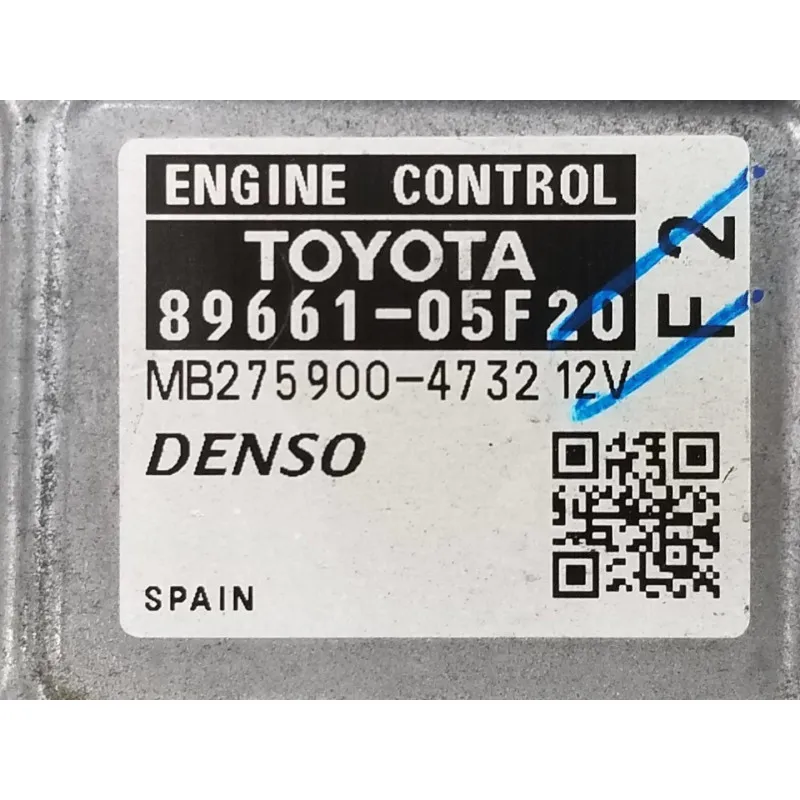 ENGINE CONTROL
TOYOTA
89661-05F20
MB275900-4732 12V
F2
DENSO
SPAIN